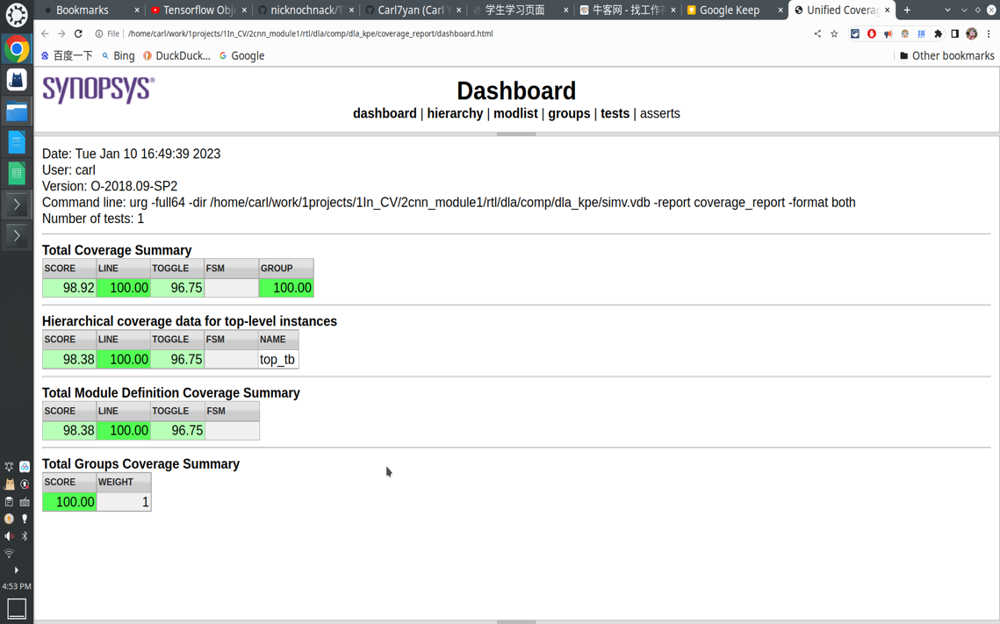 Bookmarks
Tensorflow Obj
nicknochnack/T
Carl7yan (Carl Y
学生学习页面
牛客网 - 找工作
Google Keep
Unified Coverag
File
/home/carl/work/1projects/1In_CV/2cnn_module1/rtl/dla/comp/dla_kpe/coverage_report/dashboard.html
拼
百度一下
Bing
DuckDuck...
Google
Other bookmarks
SYNOPSYS®
Dashboard
dashboard | hierarchy | modlist | groups | tests | asserts
Date: Tue Jan 10 16:49:39 2023
User: carl
Version: O-2018.09-SP2
Command line: urg -full64 -dir /home/carl/work/1projects/1In_CV/2cnn_module1/rtl/dla/comp/dla_kpe/simv.vdb -report coverage_report -format both
Number of tests: 1
Total Coverage Summary
SCORE LINE TOGGLE FSM GROUP
98.92 100.00 96.75 100.00
Hierarchical coverage data for top-level instances
SCORE LINE TOGGLE FSM NAME
98.38 100.00 96.75 top_tb
Total Module Definition Coverage Summary
SCORE LINE TOGGLE FSM
98.38 100.00 96.75
Total Groups Coverage Summary
SCORE WEIGHT
100.00 1
4:53 PM